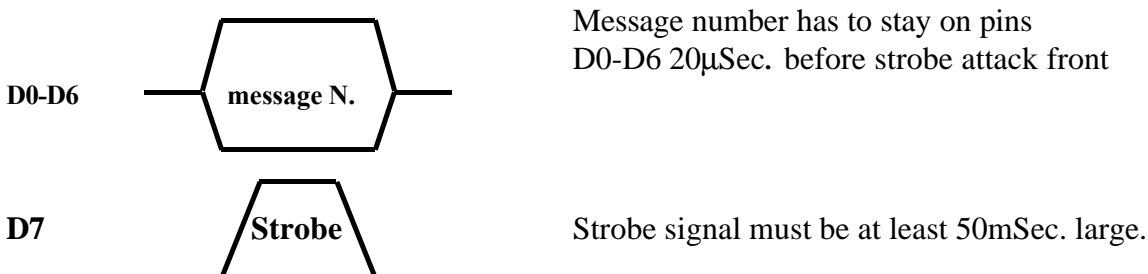 Message number has to stay on pins
D0-D6 20µSec. before strobe attack front
D0-D6
message N.
D7
Strobe
Strobe signal must be at least 50mSec. large.